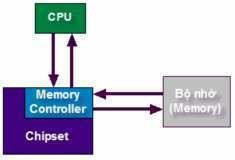 CPU
Memory
Controller
Chipset
Bộ nhớ
(Memory)